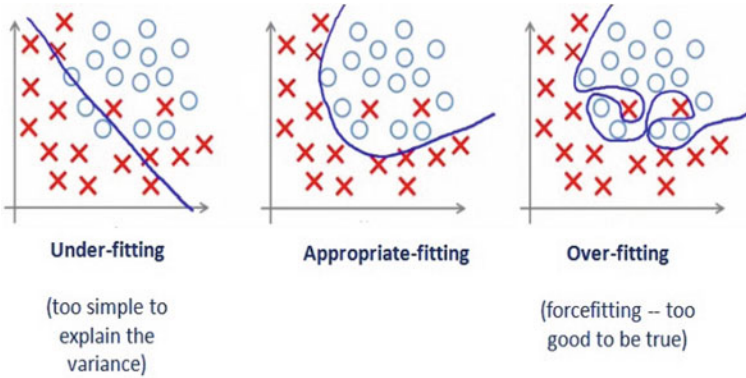 Under-fitting
Appropriate-fitting
Over-fitting
(too simple to
explain the
variance)
(forcefitting -- too
good to be true)